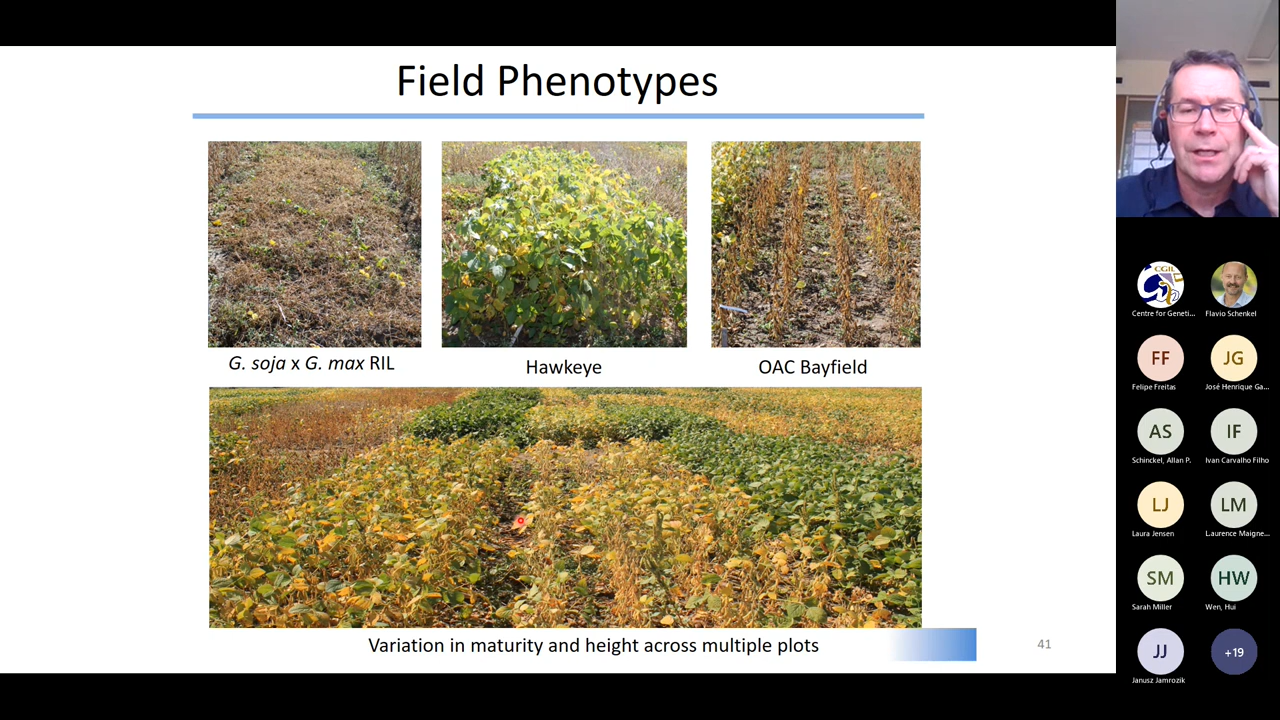 Field Phenotypes
G. soja x G. max RIL
Hawkeye
OAC Bayfield
Variation in maturity and height across multiple plots
41
CGIL
Centre for Geneti...
Flavio Schenkel
FF
JG
Felipe Freitas
José Henrique Ga...
AS
IF
Schinckel, Allan P.
Ivan Carvalho Filho
LJ
LM
Laura Jensen
Laurence Maigne...
SM
HW
Sarah Miller
Wen, Hui
JJ
+19
Janusz Jamrozik